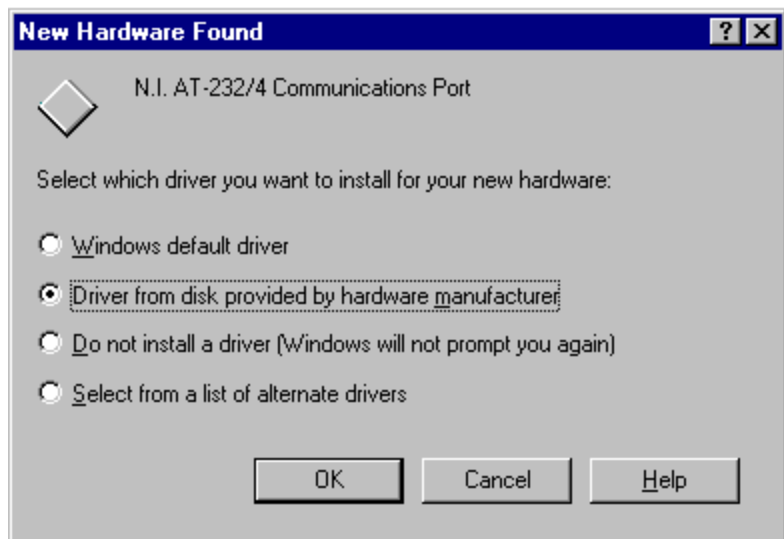 New Hardware Found
N.I. AT-232/4 Communications Port
Select which driver you want to install for your new hardware:
Windows default driver
Driver from disk provided by hardware manufacturer
Do not install a driver (Windows will not prompt you again)
Select from a list of alternate drivers
OK Cancel Help